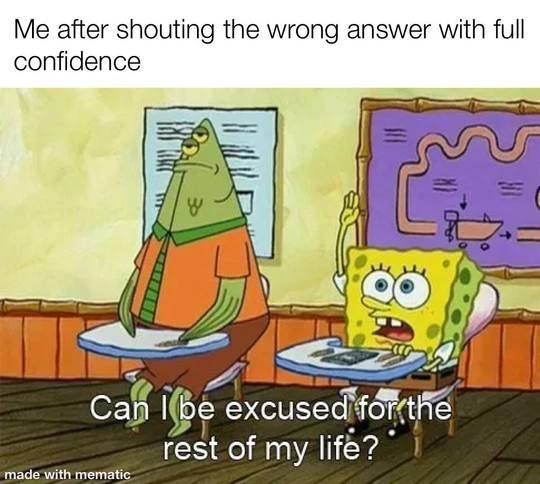 Me after shouting the wrong answer with full
confidence
Can I be excused for the
rest of my life?
made with mematic